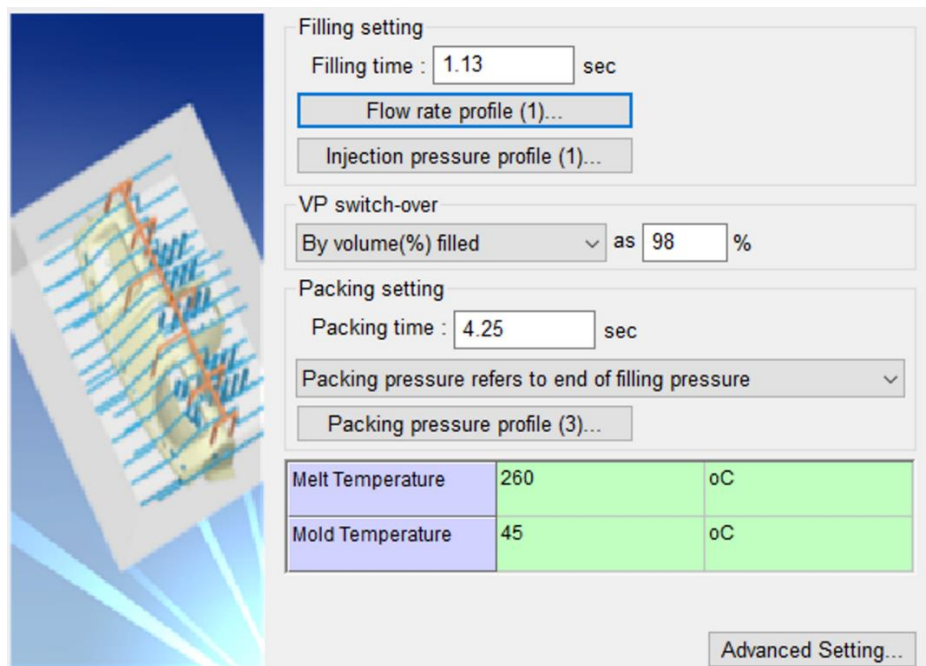 Filling setting
Filling time : 1.13 sec
Flow rate profile (1)...
Injection pressure profile (1)...
VP switch-over
By volume(%) filled as 98 %
Packing setting
Packing time : 4.25 sec
Packing pressure refers to end of filling pressure
Packing pressure profile (3)...
Melt Temperature 260 oC
Mold Temperature 45 oC
Advanced Setting...